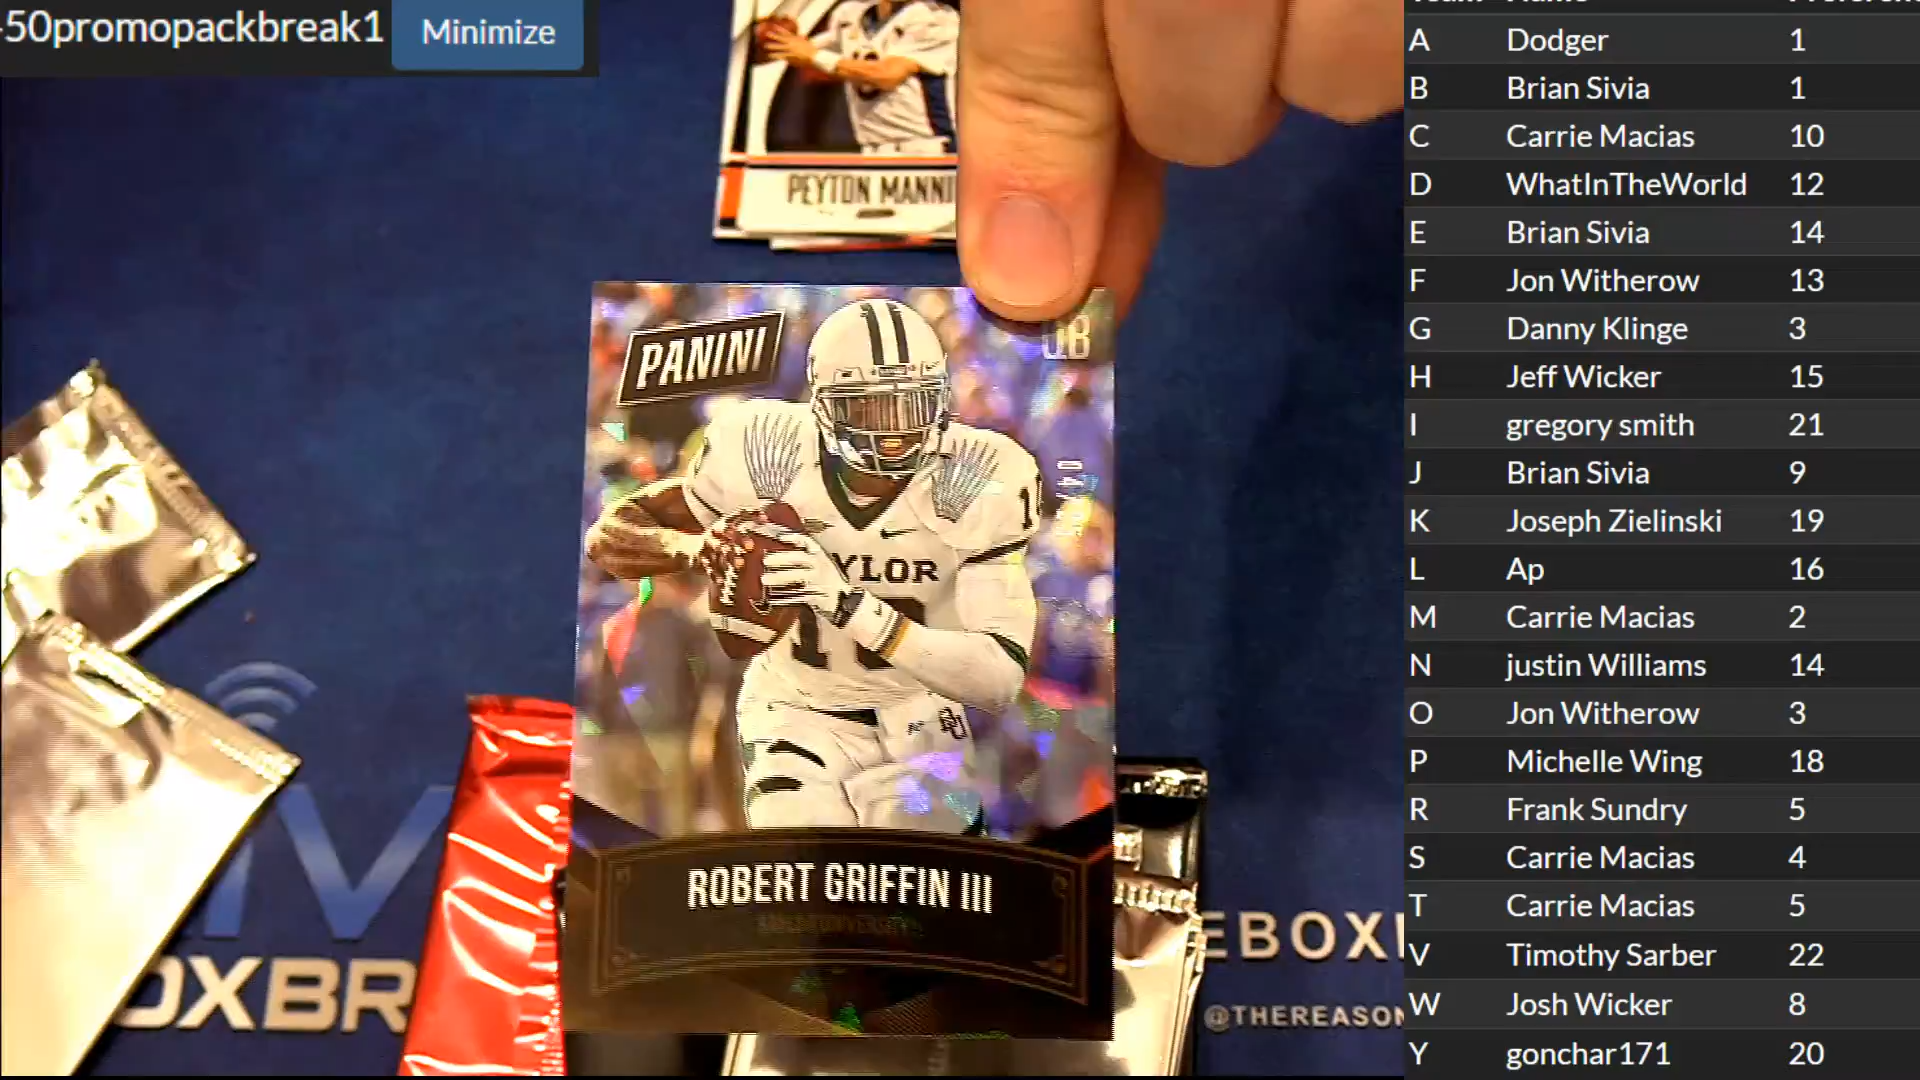 -50promopackbreak1
Minimize
PEYTON MANNI
PANINI
QB
04/
YLOR
ROBERT GRIFFIN III
OXBR
EBOX
@THEREASON
A Dodger 1
B Brian Sivia 1
C Carrie Macias 10
D WhatInTheWorld 12
E Brian Sivia 14
F Jon Witherow 13
G Danny Klinge 3
H Jeff Wicker 15
I gregory smith 21
J Brian Sivia 9
K Joseph Zielinski 19
L Ap 16
M Carrie Macias 2
N justin Williams 14
O Jon Witherow 3
P Michelle Wing 18
R Frank Sundry 5
S Carrie Macias 4
T Carrie Macias 5
V Timothy Sarber 22
W Josh Wicker 8
Y gonchar171 20